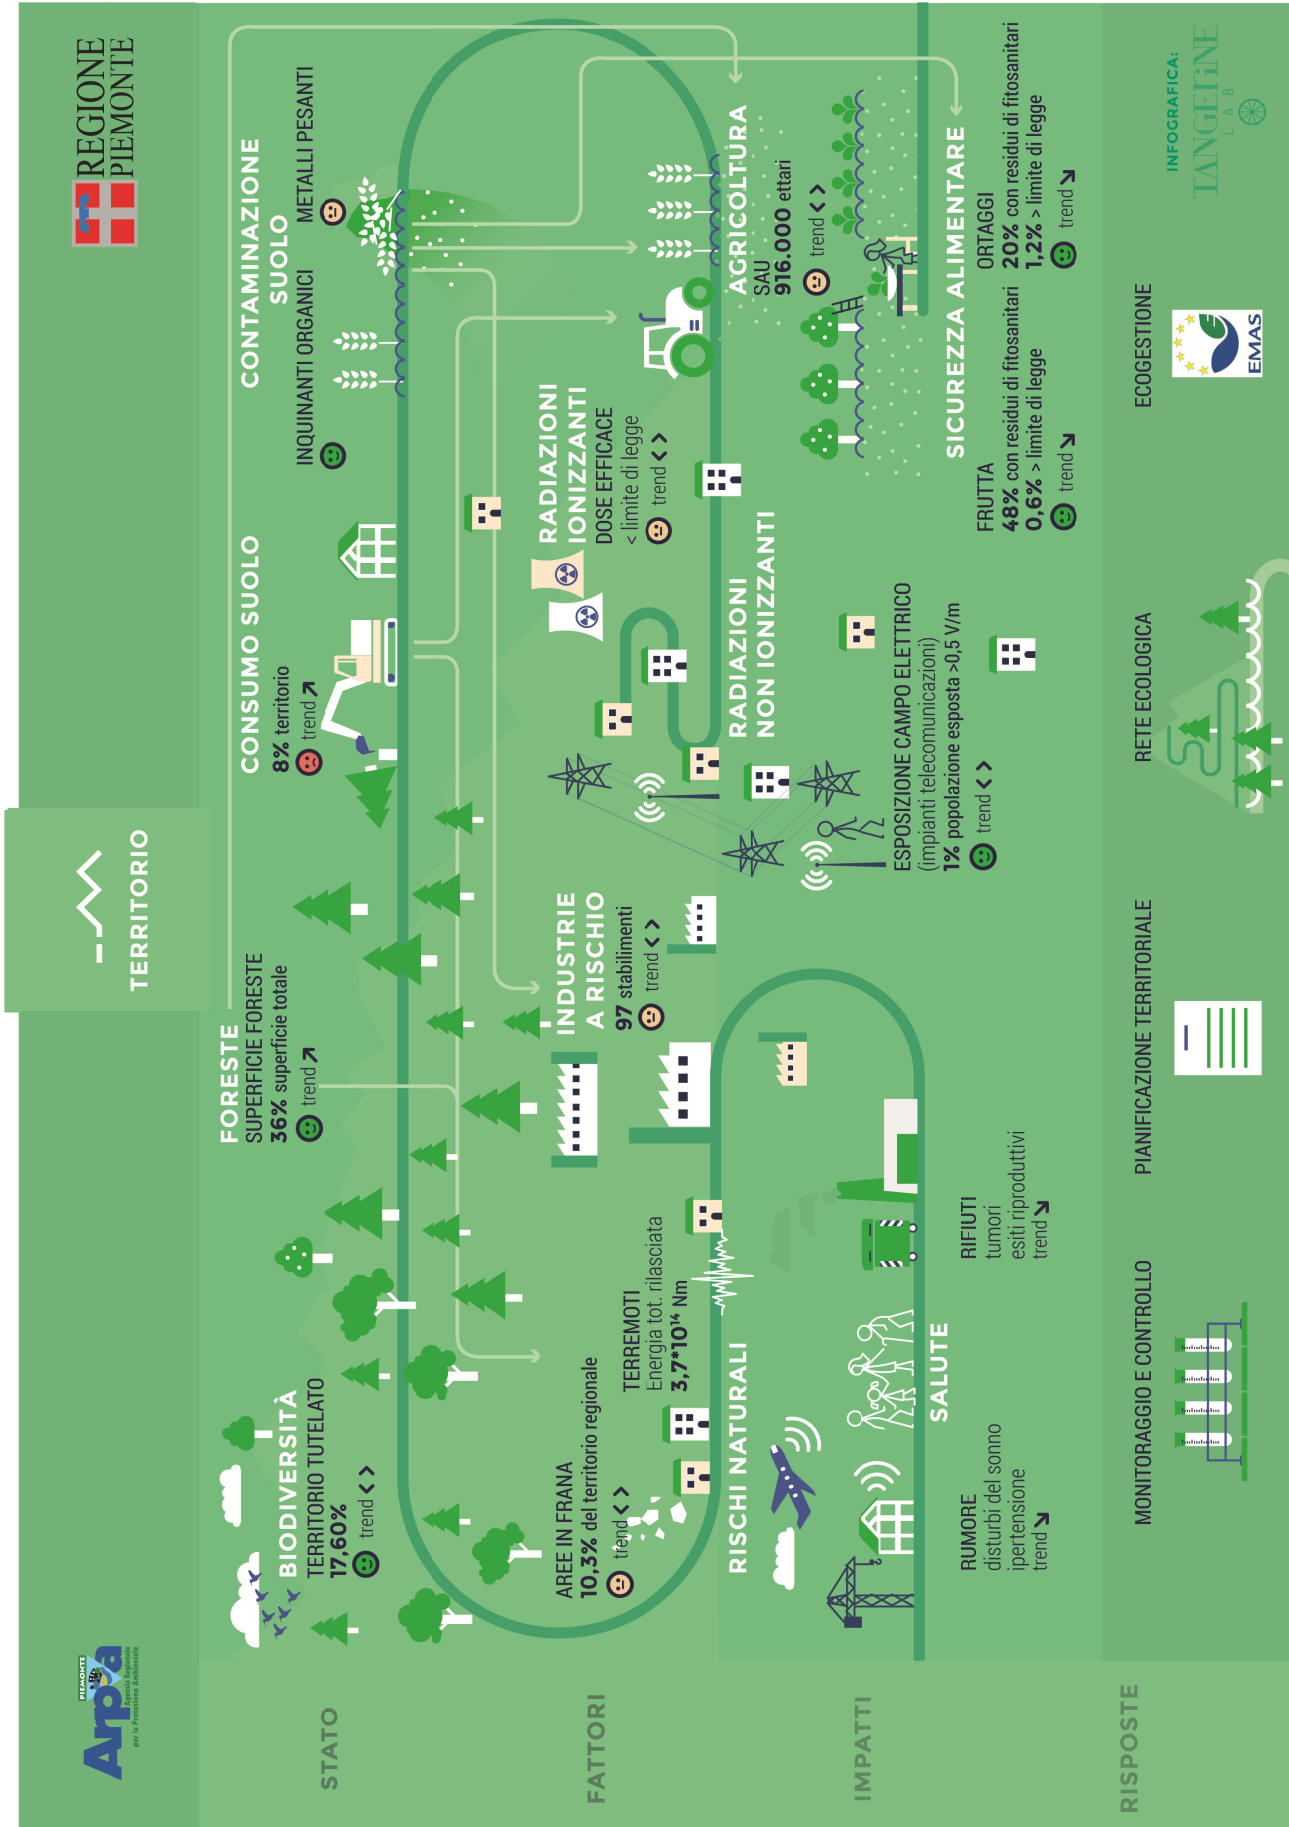 Arpa
PIEMONTE
Agenzia Regionale
per la Protezione Ambientale
TERRITORIO
REGIONE
PIEMONTE
STATO
BIODIVERSITÀ
TERRITORIO TUTELATO
17,60%
trend < >
FORESTE
SUPERFICIE FORESTE
36% superficie totale
trend ↗
CONSUMO SUOLO
8% territorio
trend ↗
CONTAMINAZIONE
SUOLO
INQUINANTI ORGANICI
METALLI PESANTI
FATTORI
AREE IN FRANA
10,3% del territorio regionale
trend < >
TERREMOTI
Energia tot. rilasciata
3,7*10¹⁴ Nm
RISCHI NATURALI
INDUSTRIE
A RISCHIO
97 stabilimenti
trend < >
RADIAZIONI
IONIZZANTI
DOSE EFFICACE
< limite di legge
trend < >
RADIAZIONI
NON IONIZZANTI
AGRICOLTURA
SAU
916.000 ettari
trend < >
IMPATTI
SALUTE
RUMORE
disturbi del sonno
ipertensione
trend ↗
RIFIUTI
tumori
esiti riproduttivi
trend ↗
ESPOSIZIONE CAMPO ELETTRICO
(impianti telecomunicazioni)
1% popolazione esposta >0,5 V/m
trend < >
SICUREZZA ALIMENTARE
FRUTTA
48% con residui di fitosanitari
0,6% > limite di legge
trend ↗
ORTAGGI
20% con residui di fitosanitari
1,2% > limite di legge
trend ↗
RISPOSTE
MONITORAGGIO E CONTROLLO
PIANIFICAZIONE TERRITORIALE
RETE ECOLOGICA
ECOGESTIONE
EMAS
INFOGRAFICA:
TANGERINE
LAB